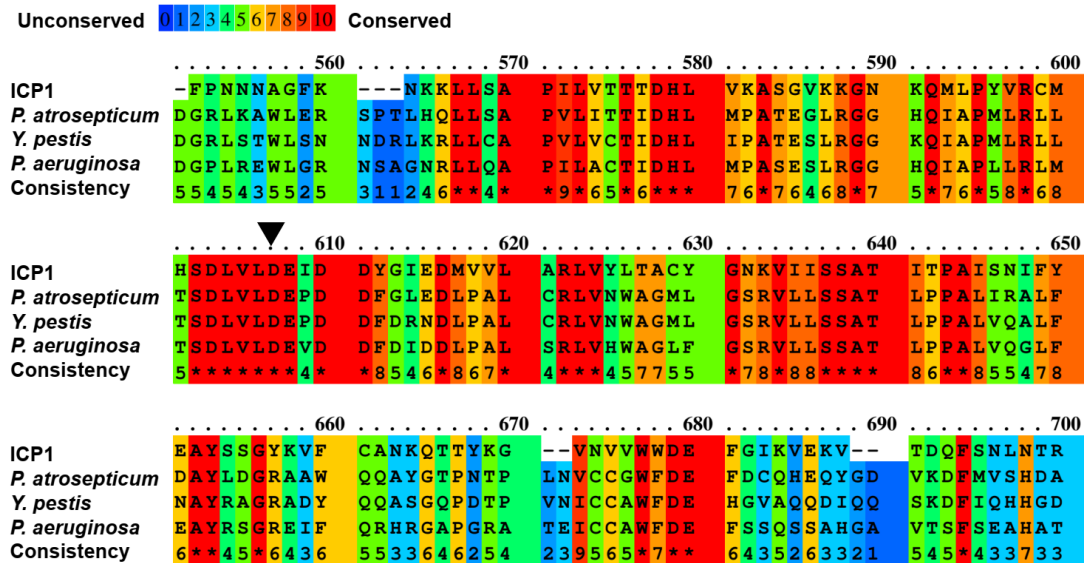 Unconserved 0 1 2 3 4 5 6 7 8 9 10 Conserved
. . . . . . . . 560 . . . . . . . . 570 . . . . . . . . 580 . . . . . . . . 590 . . . . . . . . 600
ICP1 -FPNNNAGFK ---NKKLLSA PILVTTTDHL VKASGVKKGN KQMLPYVRCM
P. atrosepticum DGRLKAWLER SPTLHQLLSA PVLITTIDHL MPATEGLRGG HQIAPMLRLL
Y. pestis DGRLSTWLSN NDRLKRLLCA PVLITTIDHL IPATESLRGG KQIAPMLRLL
P. aeruginosa DGPLREWLGR NSAGNRLLQA PILACTIDHL MPASESLRGG HQIAPLLRLM
Consistency 5545435525 311246**4* *9*65*6*** 76*76468*7 5*76*58*68
. . . . . . . . 610 . . . . . . . . 620 . . . . . . . . 630 . . . . . . . . 640 . . . . . . . . 650
ICP1 HSDLVLDEID DYGIEDMVVL ARLVYLTACY GNKVIISSAT ITPAISNIFY
P. atrosepticum TSDLVLDEPD DFGLEDLPAL CRLVNWAGML GSRVLLSSAT LPPALIRALF
Y. pestis TSDLVLDEPD DFDRNDLPAL CRLVNWAGML GSRVLLSSAT LPPALVQALF
P. aeruginosa TSDLVLDEVD DFDIDDLPAL SRLVHWAGLF GSRVLLSSAT LPPALVQGLF
Consistency 5*******4* *8546*867* 4***457755 *78*88**** 86**855478
. . . . . . . . 660 . . . . . . . . 670 . . . . . . . . 680 . . . . . . . . 690 . . . . . . . . 700
ICP1 EAYSSGYKVF CANKQTTYKG --VNVVWWDE FGIKVEKV-- TDQFSNLNTR
P. atrosepticum DAYLDGRAAW QQAYGTPNTP LNVCCGWFDE FDCQHEQYGD VKDFMVSHDA
Y. pestis NAYRAGRVAY QASGQPDTP VNICCAWFDE HGVAQQDIQQ SKDFIQHHGD
P. aeruginosa EAYRSGREIF QRHRGAPGRA TEICCAWFDE FSSQSSAHGA VTSFSEAHAT
Consistency 6**45*6436 5533646254 239565*7** 6435263321 545*433733